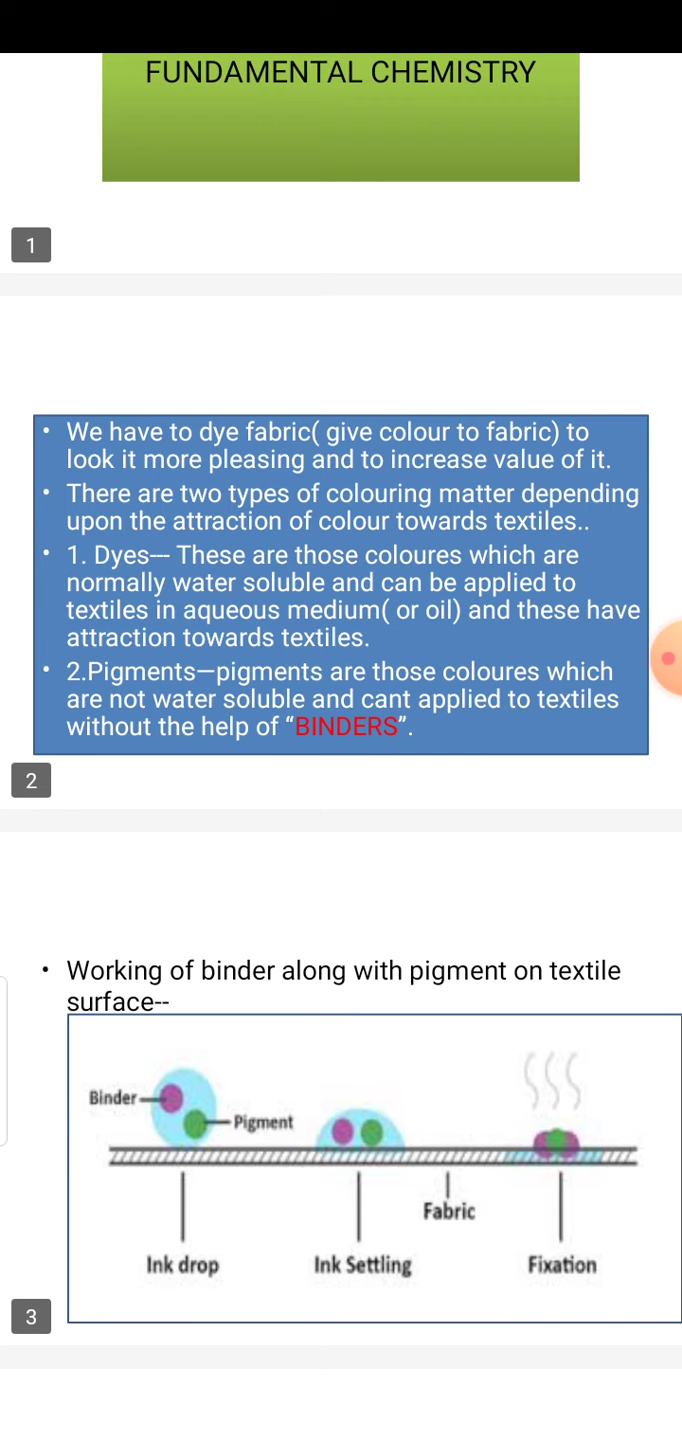 FUNDAMENTAL CHEMISTRY
1
• We have to dye fabric( give colour to fabric) to
look it more pleasing and to increase value of it.
• There are two types of colouring matter depending
upon the attraction of colour towards textiles..
• 1. Dyes--- These are those coloures which are
normally water soluble and can be applied to
textiles in aqueous medium( or oil) and these have
attraction towards textiles.
• 2.Pigments—pigments are those coloures which
are not water soluble and cant applied to textiles
without the help of “BINDERS”.
2
• Working of binder along with pigment on textile
surface--
Binder
Pigment
Fabric
Ink drop
Ink Settling
Fixation
3